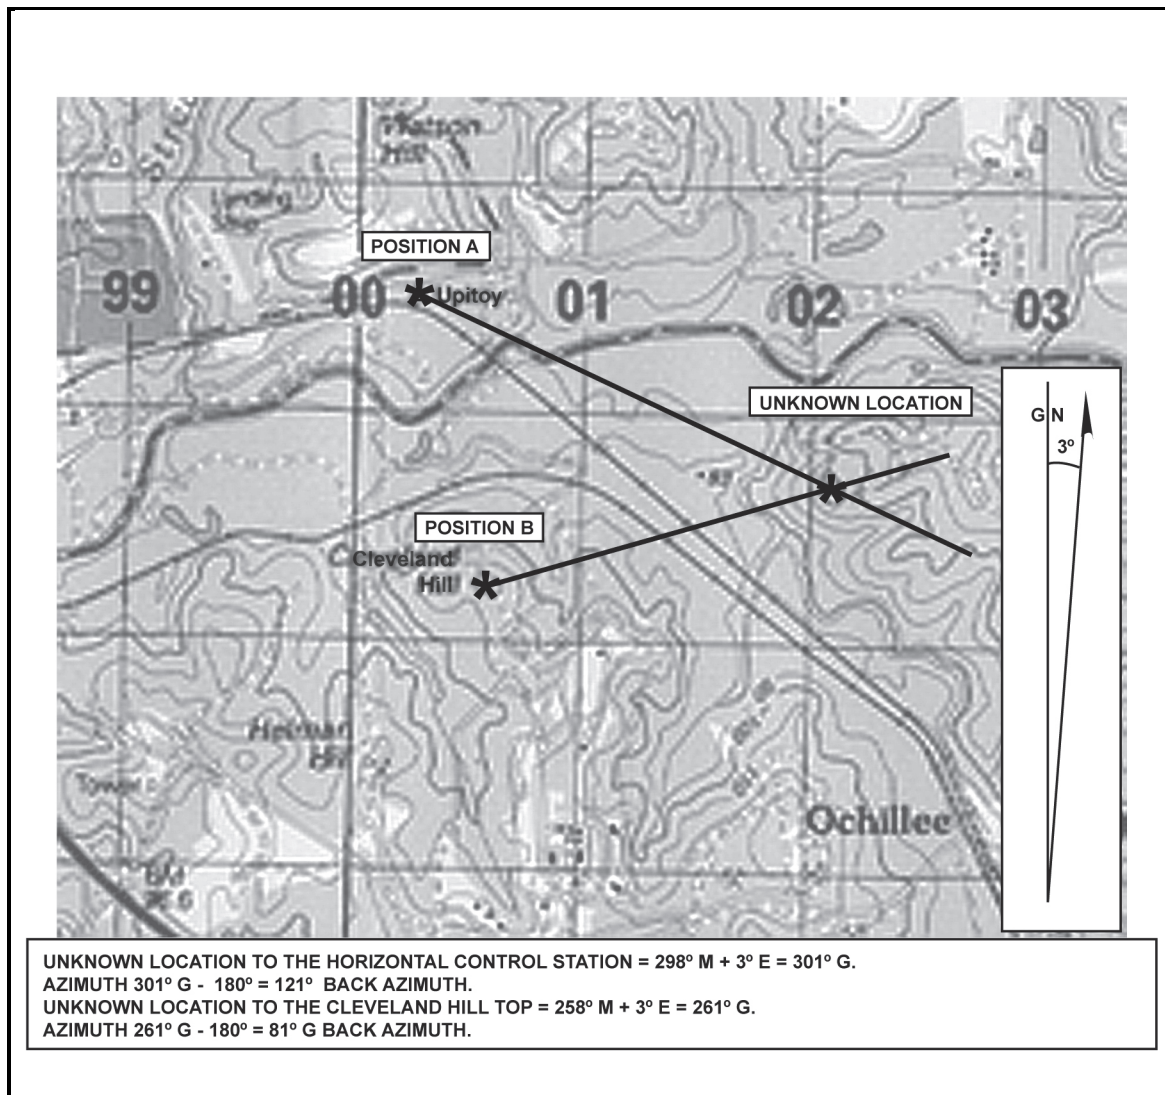 Hill
POSITION A
99
00
Upitoy
01
02
03
UNKNOWN LOCATION
G N
3º
POSITION B
Cleveland
Hill
Ochillee
UNKNOWN LOCATION TO THE HORIZONTAL CONTROL STATION = 298º M + 3º E = 301º G.
AZIMUTH 301º G - 180º = 121º BACK AZIMUTH.
UNKNOWN LOCATION TO THE CLEVELAND HILL TOP = 258º M + 3º E = 261º G.
AZIMUTH 261º G - 180º = 81º G BACK AZIMUTH.